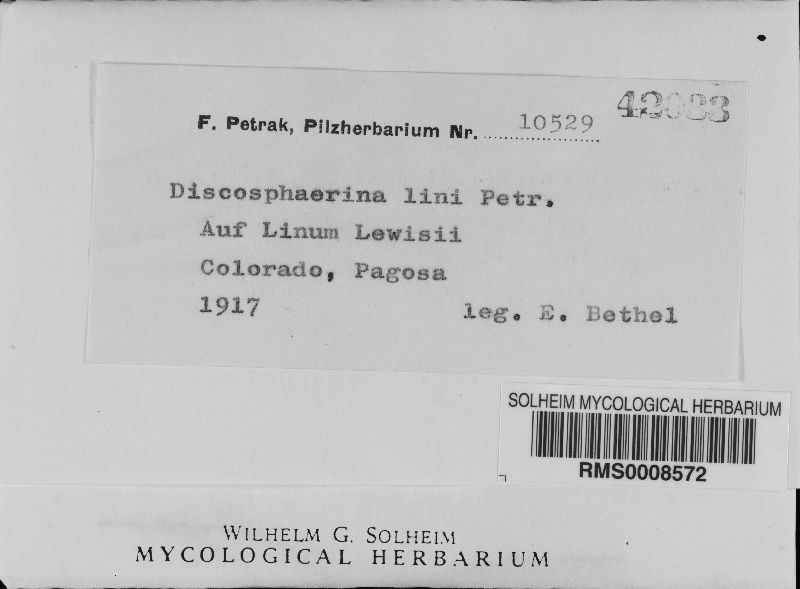 42033
F. Petrak, Pilzherbarium Nr. 10529
Discosphaerina lini Petr.
Auf Linum Lewisii
Colorado, Pagosa
1917 leg. E. Bethel
SOLHEIM MYCOLOGICAL HERBARIUM
RMS0008572
WILHELM G. SOLHEIM
MYCOLOGICAL HERBARIUM